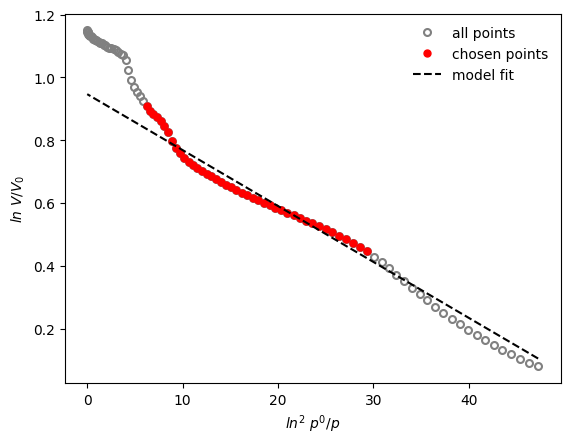 1.2
1.0
0.8
0.6
0.4
0.2
ln V/V₀
all points
chosen points
model fit
0 10 20 30 40
ln² p⁰/p